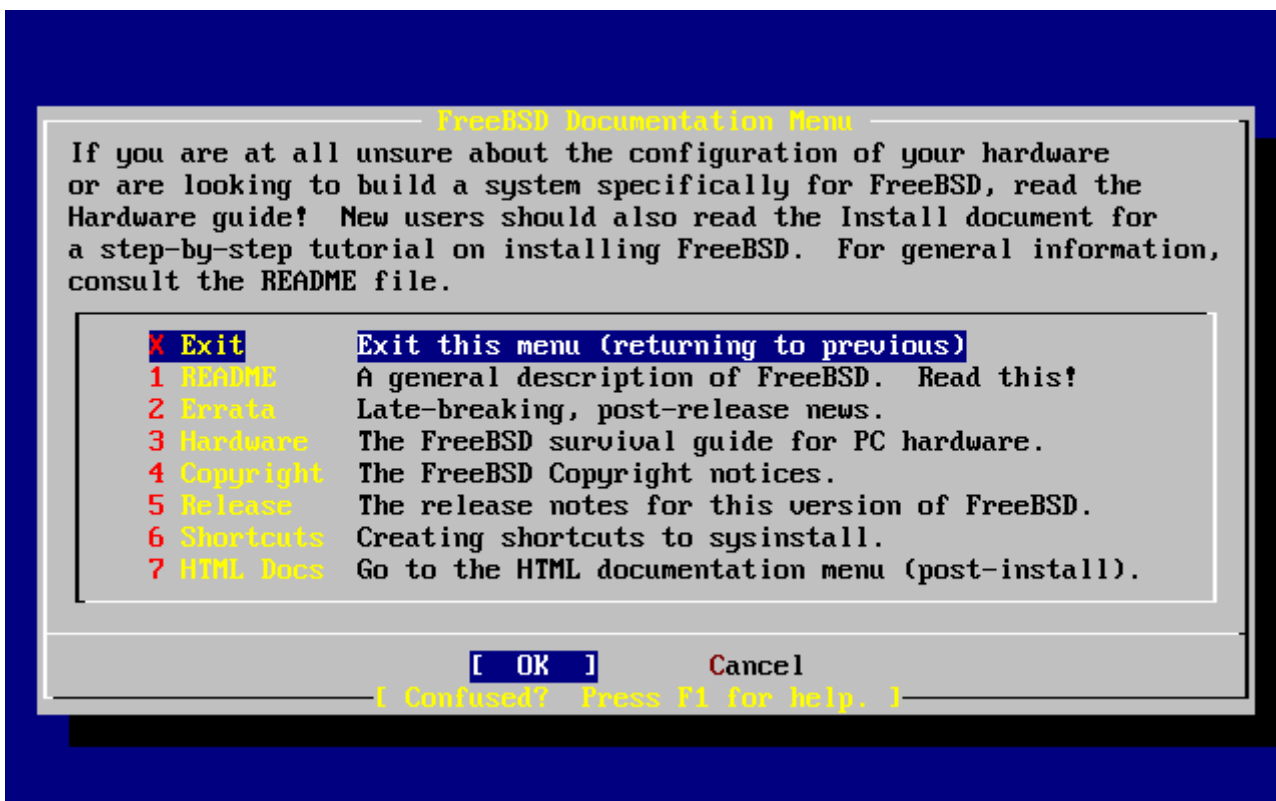 FreeBSD Documentation Menu
If you are at all unsure about the configuration of your hardware
or are looking to build a system specifically for FreeBSD, read the
Hardware guide!  New users should also read the Install document for
a step-by-step tutorial on installing FreeBSD.  For general information,
consult the README file.
X Exit Exit this menu (returning to previous)
1 README A general description of FreeBSD.  Read this!
2 Errata Late-breaking, post-release news.
3 Hardware The FreeBSD survival guide for PC hardware.
4 Copyright The FreeBSD Copyright notices.
5 Release The release notes for this version of FreeBSD.
6 Shortcuts Creating shortcuts to sysinstall.
7 HTML Docs Go to the HTML documentation menu (post-install).
[ OK ] Cancel
[ Confused?  Press F1 for help. ]